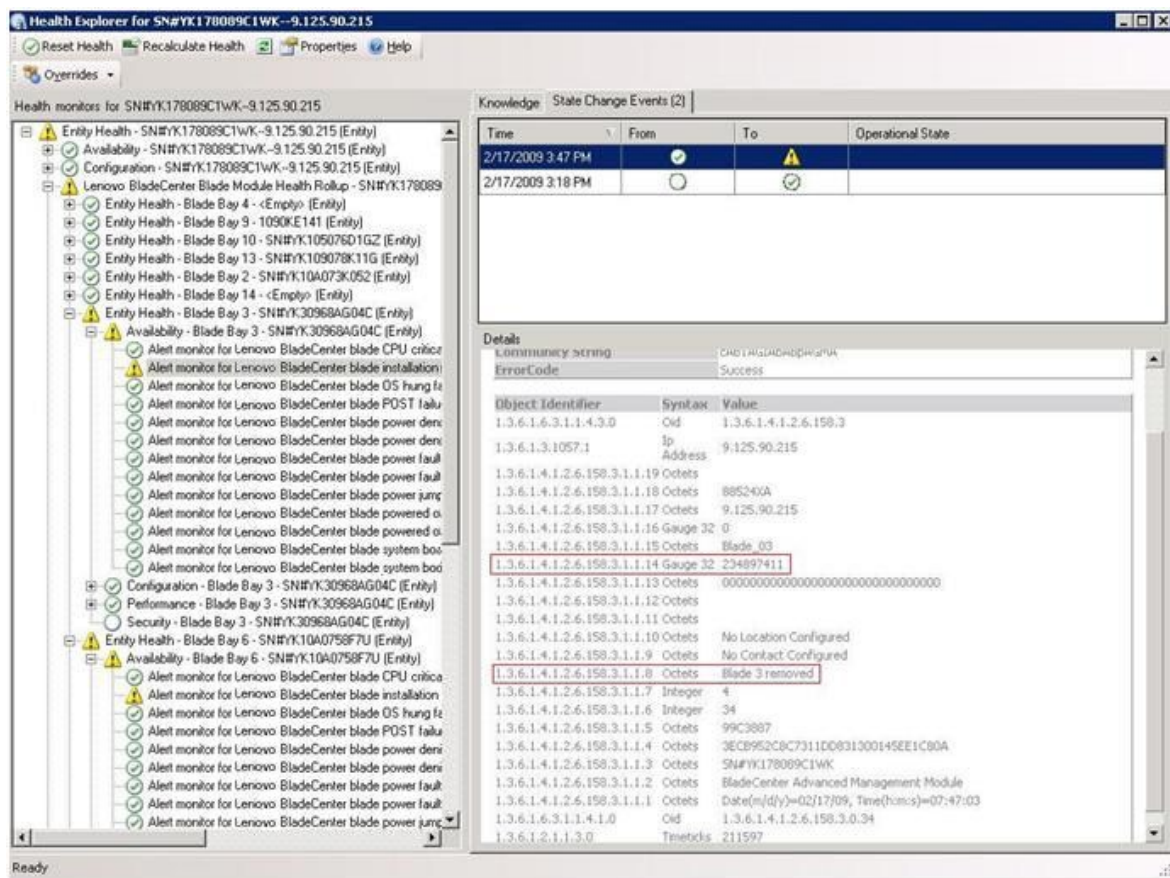 Health Explorer for SN#YK178089C1WK--9.125.90.215
Reset Health Recalculate Health Properties Help
Overrides
Health monitors for SN#YK178089C1WK--9.125.90.215
Entity Health - SN#YK178089C1WK--9.125.90.215 (Entity)
Availability - SN#YK178089C1WK--9.125.90.215 (Entity)
Configuration - SN#YK178089C1WK--9.125.90.215 (Entity)
Lenovo BladeCenter Blade Module Health Rollup - SN#YK178089
Entity Health - Blade Bay 4 - <Empty> (Entity)
Entity Health - Blade Bay 9 - 1090KE141 (Entity)
Entity Health - Blade Bay 10 - SN#YK105076D1GZ (Entity)
Entity Health - Blade Bay 13 - SN#YK109078K11G (Entity)
Entity Health - Blade Bay 2 - SN#YK10A073K052 (Entity)
Entity Health - Blade Bay 14 - <Empty> (Entity)
Entity Health - Blade Bay 3 - SN#YK30968AG04C (Entity)
Availability - Blade Bay 3 - SN#YK30968AG04C (Entity)
Alert monitor for Lenovo BladeCenter blade CPU critica
Alert monitor for Lenovo BladeCenter blade installation
Alert monitor for Lenovo BladeCenter blade OS hung fa
Alert monitor for Lenovo BladeCenter blade POST failu
Alert monitor for Lenovo BladeCenter blade power deni
Alert monitor for Lenovo BladeCenter blade power deni
Alert monitor for Lenovo BladeCenter blade power fault
Alert monitor for Lenovo BladeCenter blade power fault
Alert monitor for Lenovo BladeCenter blade power jump
Alert monitor for Lenovo BladeCenter blade powered o
Alert monitor for Lenovo BladeCenter blade powered o
Alert monitor for Lenovo BladeCenter blade system boa
Alert monitor for Lenovo BladeCenter blade system boo
Configuration - Blade Bay 3 - SN#YK30968AG04C (Entity)
Performance - Blade Bay 3 - SN#YK30968AG04C (Entity)
Security - Blade Bay 3 - SN#YK30968AG04C (Entity)
Entity Health - Blade Bay 6 - SN#YK10A0758F7U (Entity)
Availability - Blade Bay 6 - SN#YK10A0758F7U (Entity)
Alert monitor for Lenovo BladeCenter blade CPU critica
Alert monitor for Lenovo BladeCenter blade installation
Alert monitor for Lenovo BladeCenter blade OS hung fa
Alert monitor for Lenovo BladeCenter blade POST failu
Alert monitor for Lenovo BladeCenter blade power deni
Alert monitor for Lenovo BladeCenter blade power deni
Alert monitor for Lenovo BladeCenter blade power fault
Alert monitor for Lenovo BladeCenter blade power fault
Alert monitor for Lenovo BladeCenter blade power jump
Knowledge State Change Events (2)
Time From To Operational State
2/17/2009 3:47 PM
2/17/2009 3:18 PM
Details
Community String
ErrorCode Success
Object Identifier Syntax Value
1.3.6.1.6.3.1.1.4.3.0 Oid 1.3.6.1.4.1.2.6.158.3
1.3.6.1.3.1057.1 Ip Address 9.125.90.215
1.3.6.1.4.1.2.6.158.3.1.1.19 Octets
1.3.6.1.4.1.2.6.158.3.1.1.18 Octets 88524XA
1.3.6.1.4.1.2.6.158.3.1.1.17 Octets 9.125.90.215
1.3.6.1.4.1.2.6.158.3.1.1.16 Gauge 32 0
1.3.6.1.4.1.2.6.158.3.1.1.15 Octets Blade_03
1.3.6.1.4.1.2.6.158.3.1.1.14 Gauge 32 234897411
1.3.6.1.4.1.2.6.158.3.1.1.13 Octets 00000000000000000000000000000000
1.3.6.1.4.1.2.6.158.3.1.1.12 Octets
1.3.6.1.4.1.2.6.158.3.1.1.11 Octets
1.3.6.1.4.1.2.6.158.3.1.1.10 Octets No Location Configured
1.3.6.1.4.1.2.6.158.3.1.1.9 Octets No Contact Configured
1.3.6.1.4.1.2.6.158.3.1.1.8 Octets Blade 3 removed
1.3.6.1.4.1.2.6.158.3.1.1.7 Integer 4
1.3.6.1.4.1.2.6.158.3.1.1.6 Integer 34
1.3.6.1.4.1.2.6.158.3.1.1.5 Octets 99C3887
1.3.6.1.4.1.2.6.158.3.1.1.4 Octets 3ECB952C8C7311DD831300145EE1C80A
1.3.6.1.4.1.2.6.158.3.1.1.3 Octets SN#YK178089C1WK
1.3.6.1.4.1.2.6.158.3.1.1.2 Octets BladeCenter Advanced Management Module
1.3.6.1.4.1.2.6.158.3.1.1.1 Octets Date(m/d/y)=02/17/09, Time(h:m:s)=07:47:03
1.3.6.1.6.3.1.1.4.1.0 Oid 1.3.6.1.4.1.2.6.158.3.0.34
1.3.6.1.2.1.1.3.0 Timeticks 211597
Ready